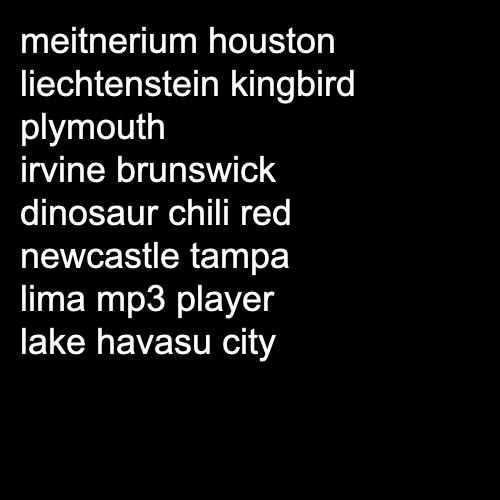 meitnerium houston
liechtenstein kingbird
plymouth
irvine brunswick
dinosaur chili red
newcastle tampa
lima mp3 player
lake havasu city